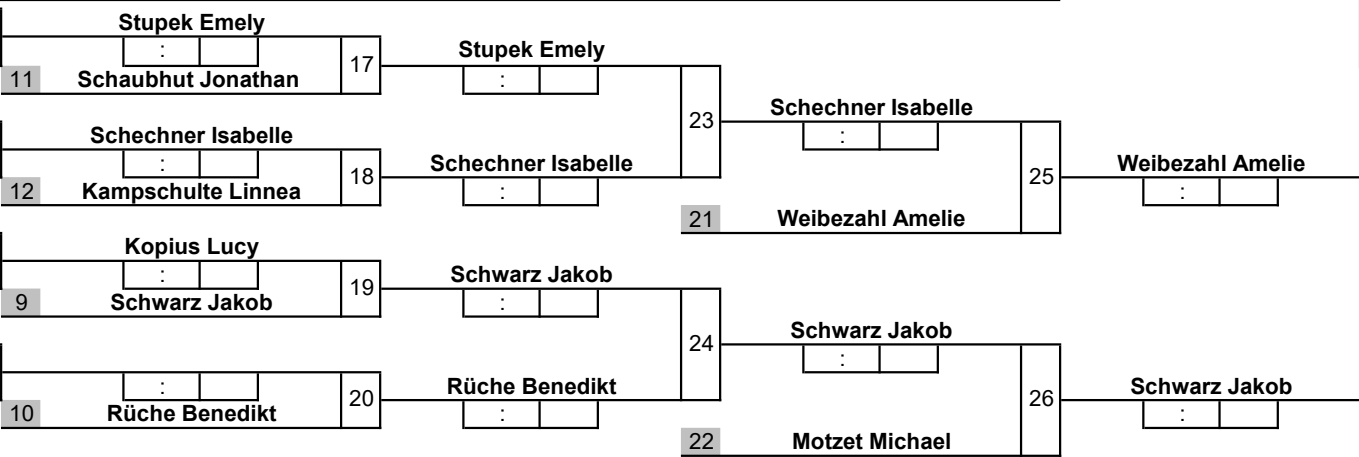 Stupek Emely
:
17
Stupek Emely
11 Schaubhut Jonathan
:
23
Schechner Isabelle
Schechner Isabelle
:
:
18
Schechner Isabelle
25
Weibezahl Amelie
12 Kampschulte Linnea
:
:
21 Weibezahl Amelie
Kopius Lucy
:
19
Schwarz Jakob
9 Schwarz Jakob
:
24
Schwarz Jakob
:
:
20
Rüche Benedikt
26
Schwarz Jakob
10 Rüche Benedikt
:
:
22 Motzet Michael